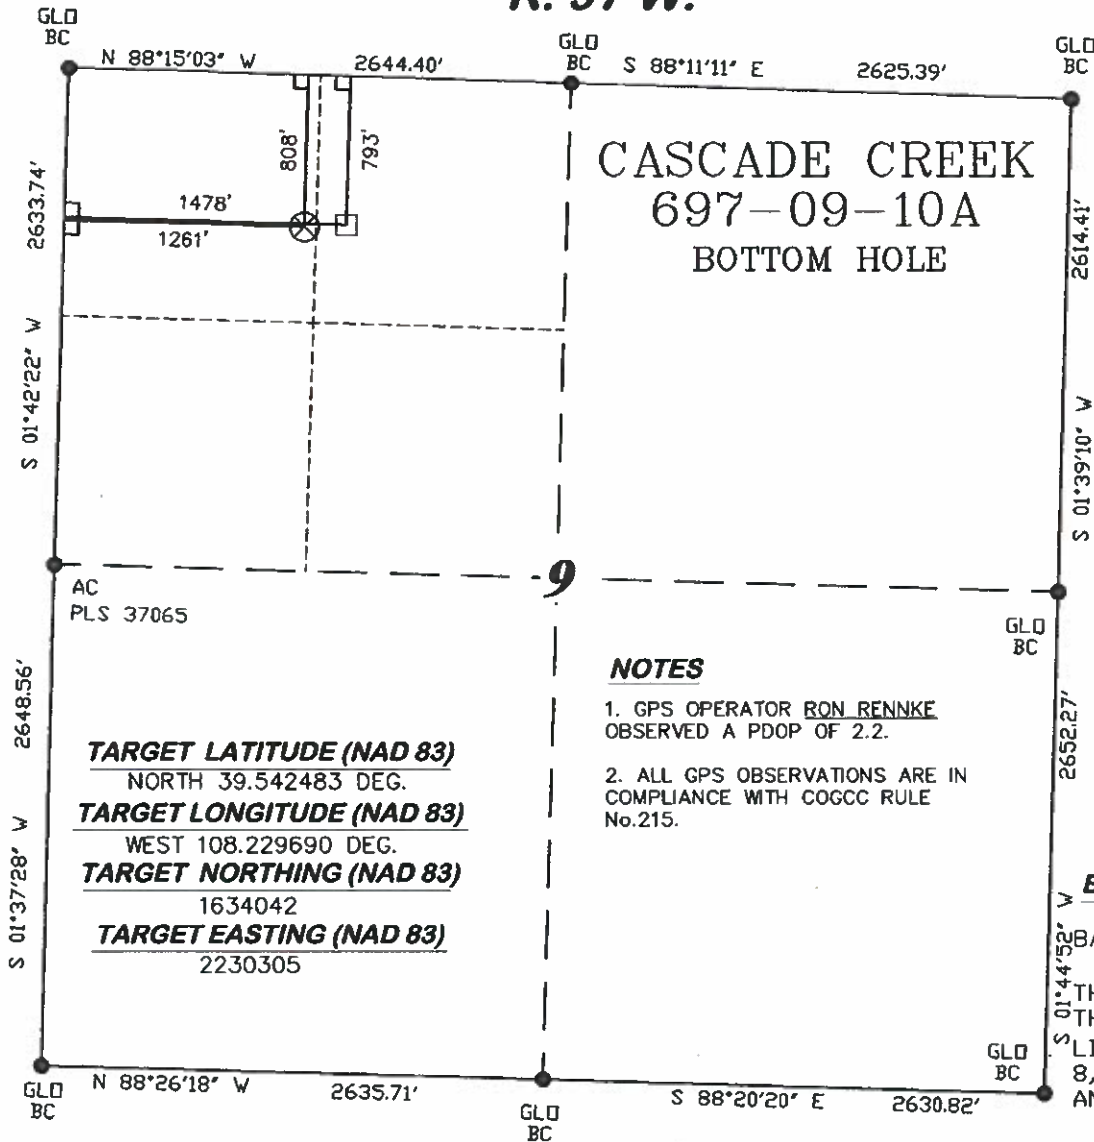 R. 97 W.
GLO
BC
N 88°15'03" W 2644.40'
GLO
BC
S 88°11'11" E 2625.39'
GLO
BC
808'
793'
1478'
1261'
2633.74'
S 01°42'22" W
CASCADE CREEK
697-09-10A
BOTTOM HOLE
2614.41'
S 01°39'10" W
9
AC
PLS 37065
GLO
BC
2648.56'
S 01°37'28" W
TARGET LATITUDE (NAD 83)
NORTH 39.542483 DEG.
TARGET LONGITUDE (NAD 83)
WEST 108.229690 DEG.
TARGET NORTHING (NAD 83)
1634042
TARGET EASTING (NAD 83)
2230305
NOTES
1. GPS OPERATOR RON RENNKE
OBSERVED A PDOP OF 2.2.
2. ALL GPS OBSERVATIONS ARE IN
COMPLIANCE WITH COGCC RULE
No.215.
2652.27'
S 01°44'52" W
GLO
BC
N 88°26'18" W 2635.71'
GLO
BC
S 88°20'20" E 2630.82'
GLO
BC